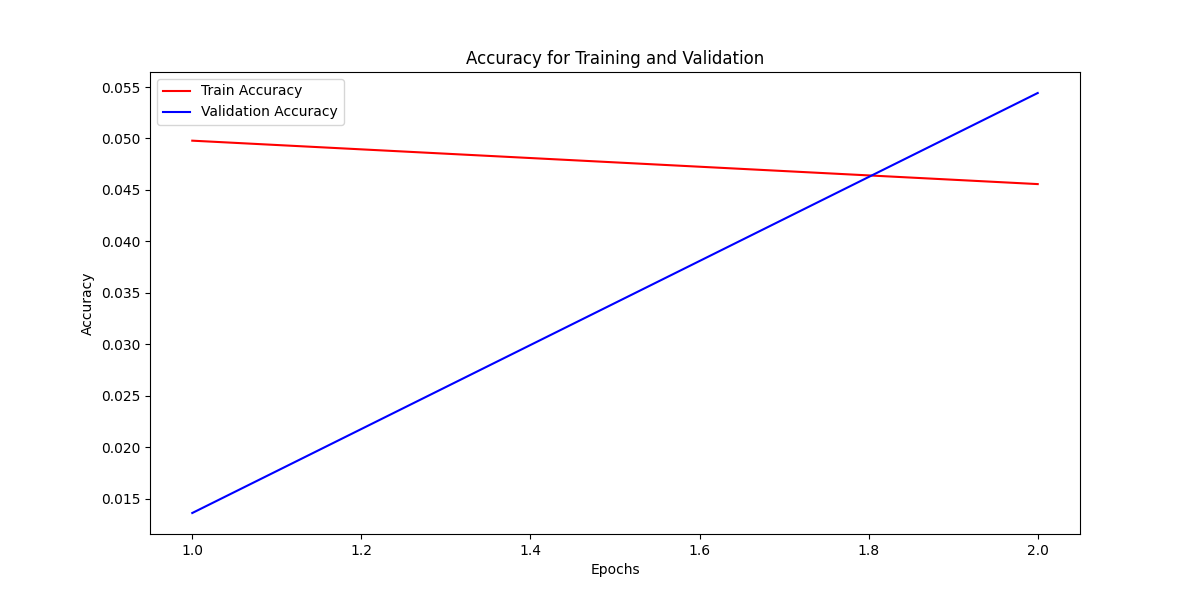 Accuracy for Training and Validation
Train Accuracy
Validation Accuracy
0.055
0.050
0.045
0.040
0.035
0.030
0.025
0.020
0.015
Accuracy
1.0 1.2 1.4 1.6 1.8 2.0
Epochs